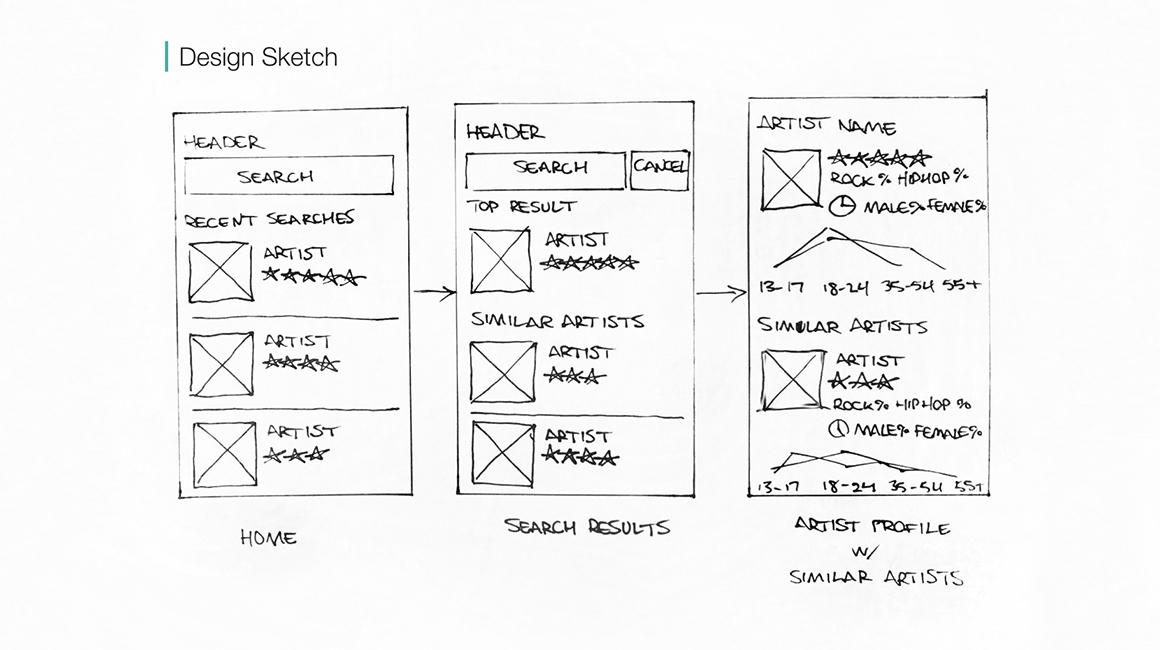 Design Sketch
HEADER
SEARCH
RECENT SEARCHES
ARTIST
ARTIST
ARTIST
HOME
HEADER
SEARCH
CANCEL
TOP RESULT
ARTIST
SIMILAR ARTISTS
ARTIST
ARTIST
SEARCH RESULTS
ARTIST NAME
ROCK % HIPHOP %
MALE% FEMALE%
13-17 18-24 35-54 55+
SIMILAR ARTISTS
ARTIST
ROCK% HIPHOP %
MALE% FEMALE%
13-17 18-24 35-54 55+
ARTIST PROFILE
W/
SIMILAR ARTISTS